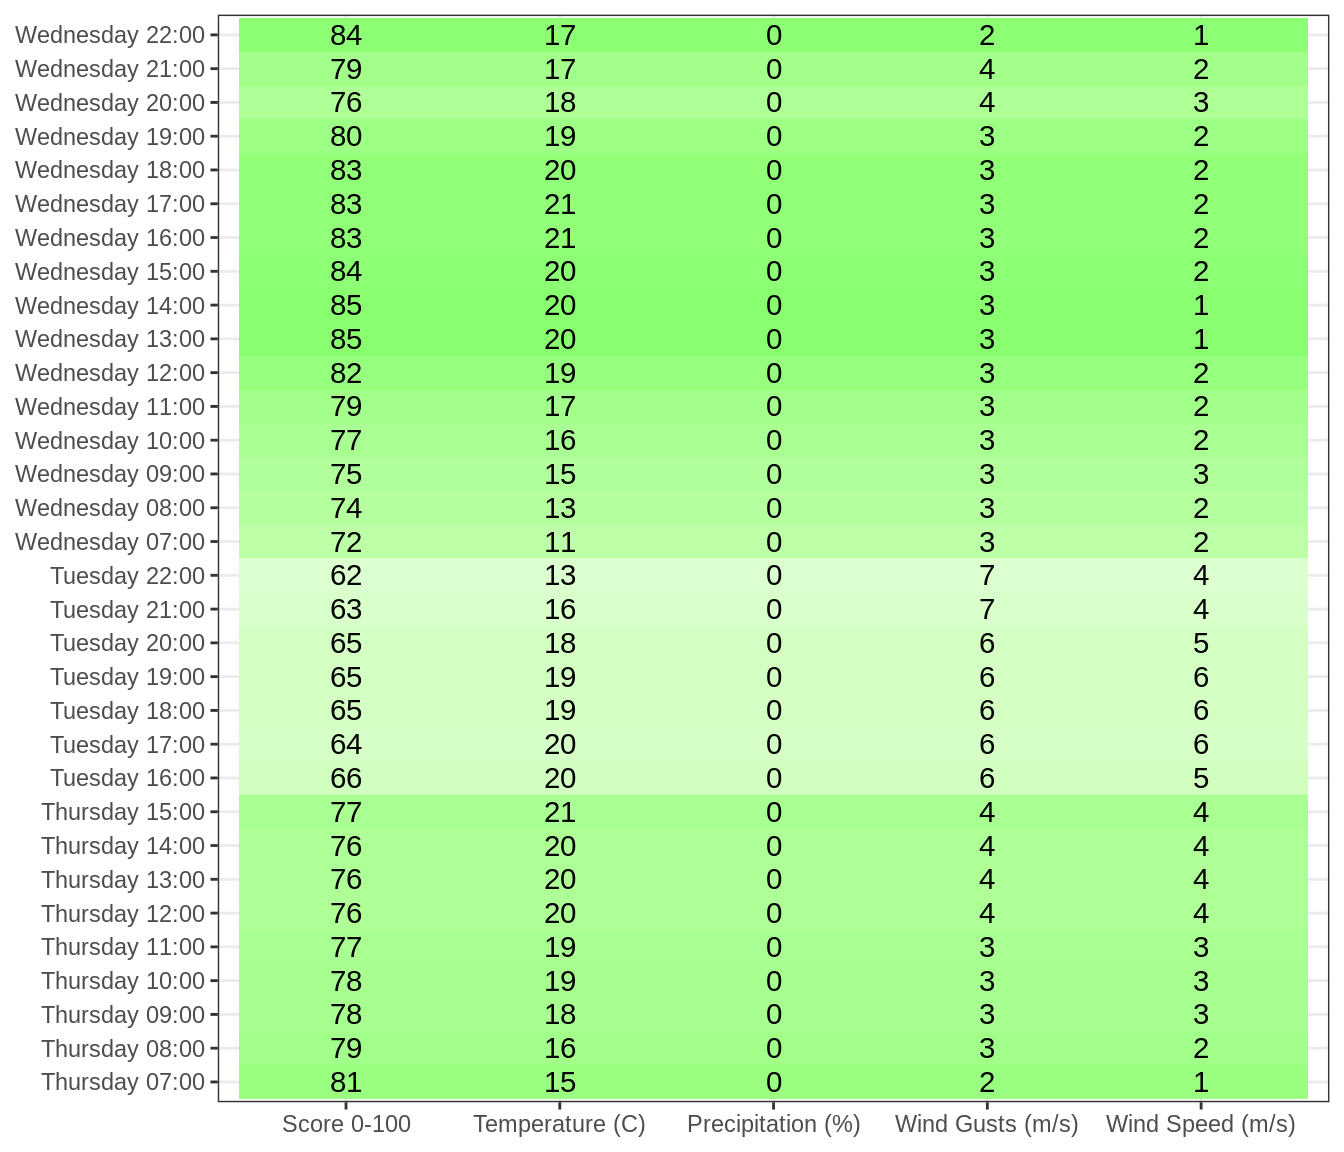 Wednesday 22:00 84 17 0 2 1
Wednesday 21:00 79 17 0 4 2
Wednesday 20:00 76 18 0 4 3
Wednesday 19:00 80 19 0 3 2
Wednesday 18:00 83 20 0 3 2
Wednesday 17:00 83 21 0 3 2
Wednesday 16:00 83 21 0 3 2
Wednesday 15:00 84 20 0 3 2
Wednesday 14:00 85 20 0 3 1
Wednesday 13:00 85 20 0 3 1
Wednesday 12:00 82 19 0 3 2
Wednesday 11:00 79 17 0 3 2
Wednesday 10:00 77 16 0 3 2
Wednesday 09:00 75 15 0 3 3
Wednesday 08:00 74 13 0 3 2
Wednesday 07:00 72 11 0 3 2
Tuesday 22:00 62 13 0 7 4
Tuesday 21:00 63 16 0 7 4
Tuesday 20:00 65 18 0 6 5
Tuesday 19:00 65 19 0 6 6
Tuesday 18:00 65 19 0 6 6
Tuesday 17:00 64 20 0 6 6
Tuesday 16:00 66 20 0 6 5
Thursday 15:00 77 21 0 4 4
Thursday 14:00 76 20 0 4 4
Thursday 13:00 76 20 0 4 4
Thursday 12:00 76 20 0 4 4
Thursday 11:00 77 19 0 3 3
Thursday 10:00 78 19 0 3 3
Thursday 09:00 78 18 0 3 3
Thursday 08:00 79 16 0 3 2
Thursday 07:00 81 15 0 2 1
Score 0-100 Temperature (C) Precipitation (%) Wind Gusts (m/s) Wind Speed (m/s)